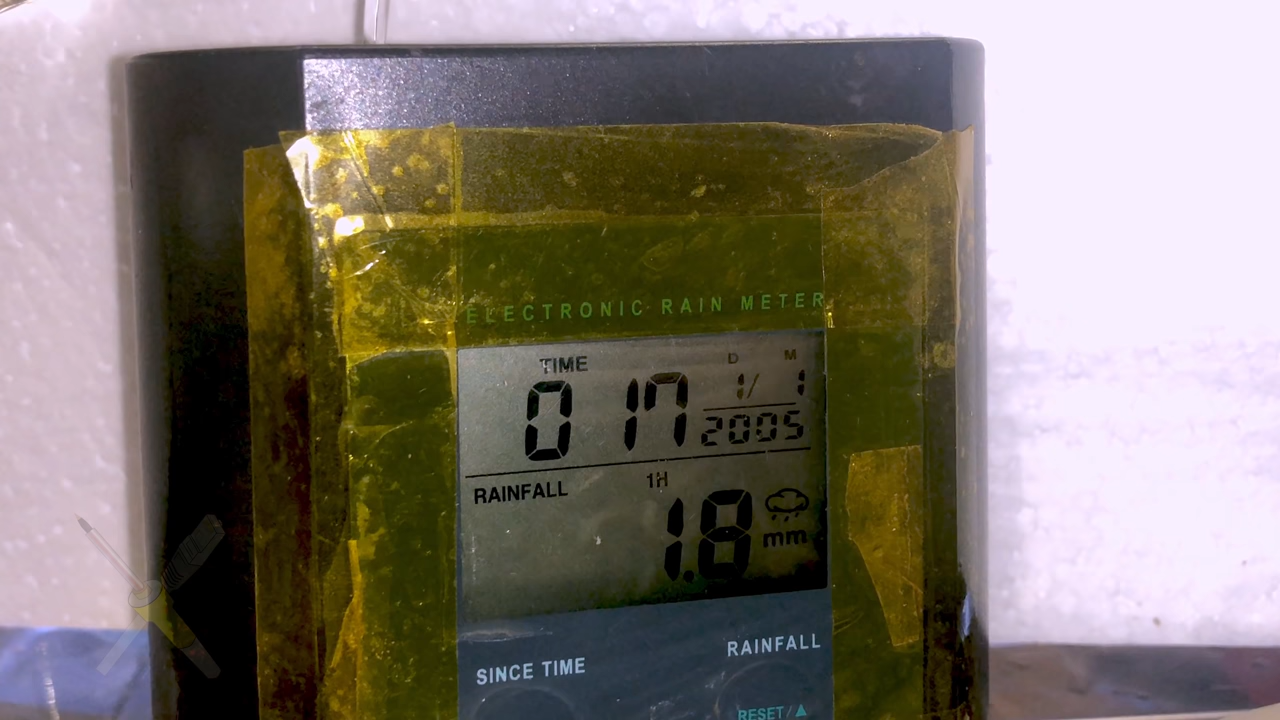 ELECTRONIC RAIN METER
TIME D M
0 17 1/ 1
2005
RAINFALL 1H
1.8 mm
RAINFALL
SINCE TIME
RESET/▲